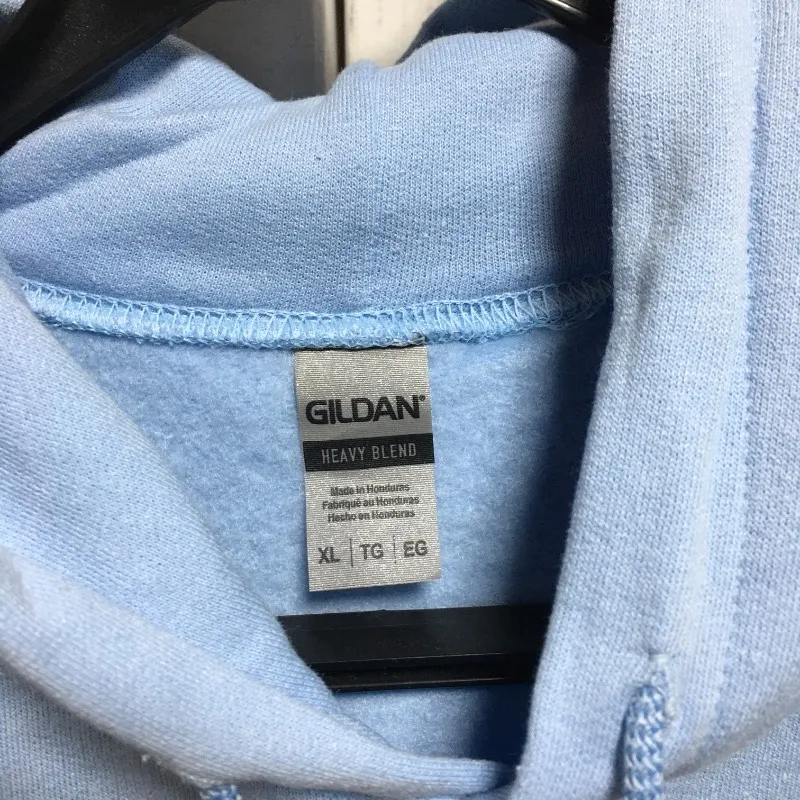 GILDAN®
HEAVY BLEND
Made in Honduras
Fabriqué au Honduras
Hecho en Honduras
XL | TG | EG